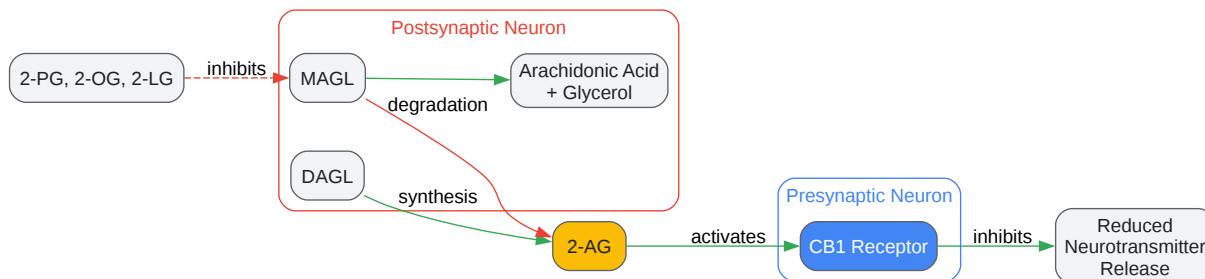 Postsynaptic Neuron
2-PG, 2-OG, 2-LG
inhibits
MAGL
Arachidonic Acid
+ Glycerol
degradation
DAGL
synthesis
2-AG
activates
Presynaptic Neuron
CB1 Receptor
inhibits
Reduced
Neurotransmitter
Release